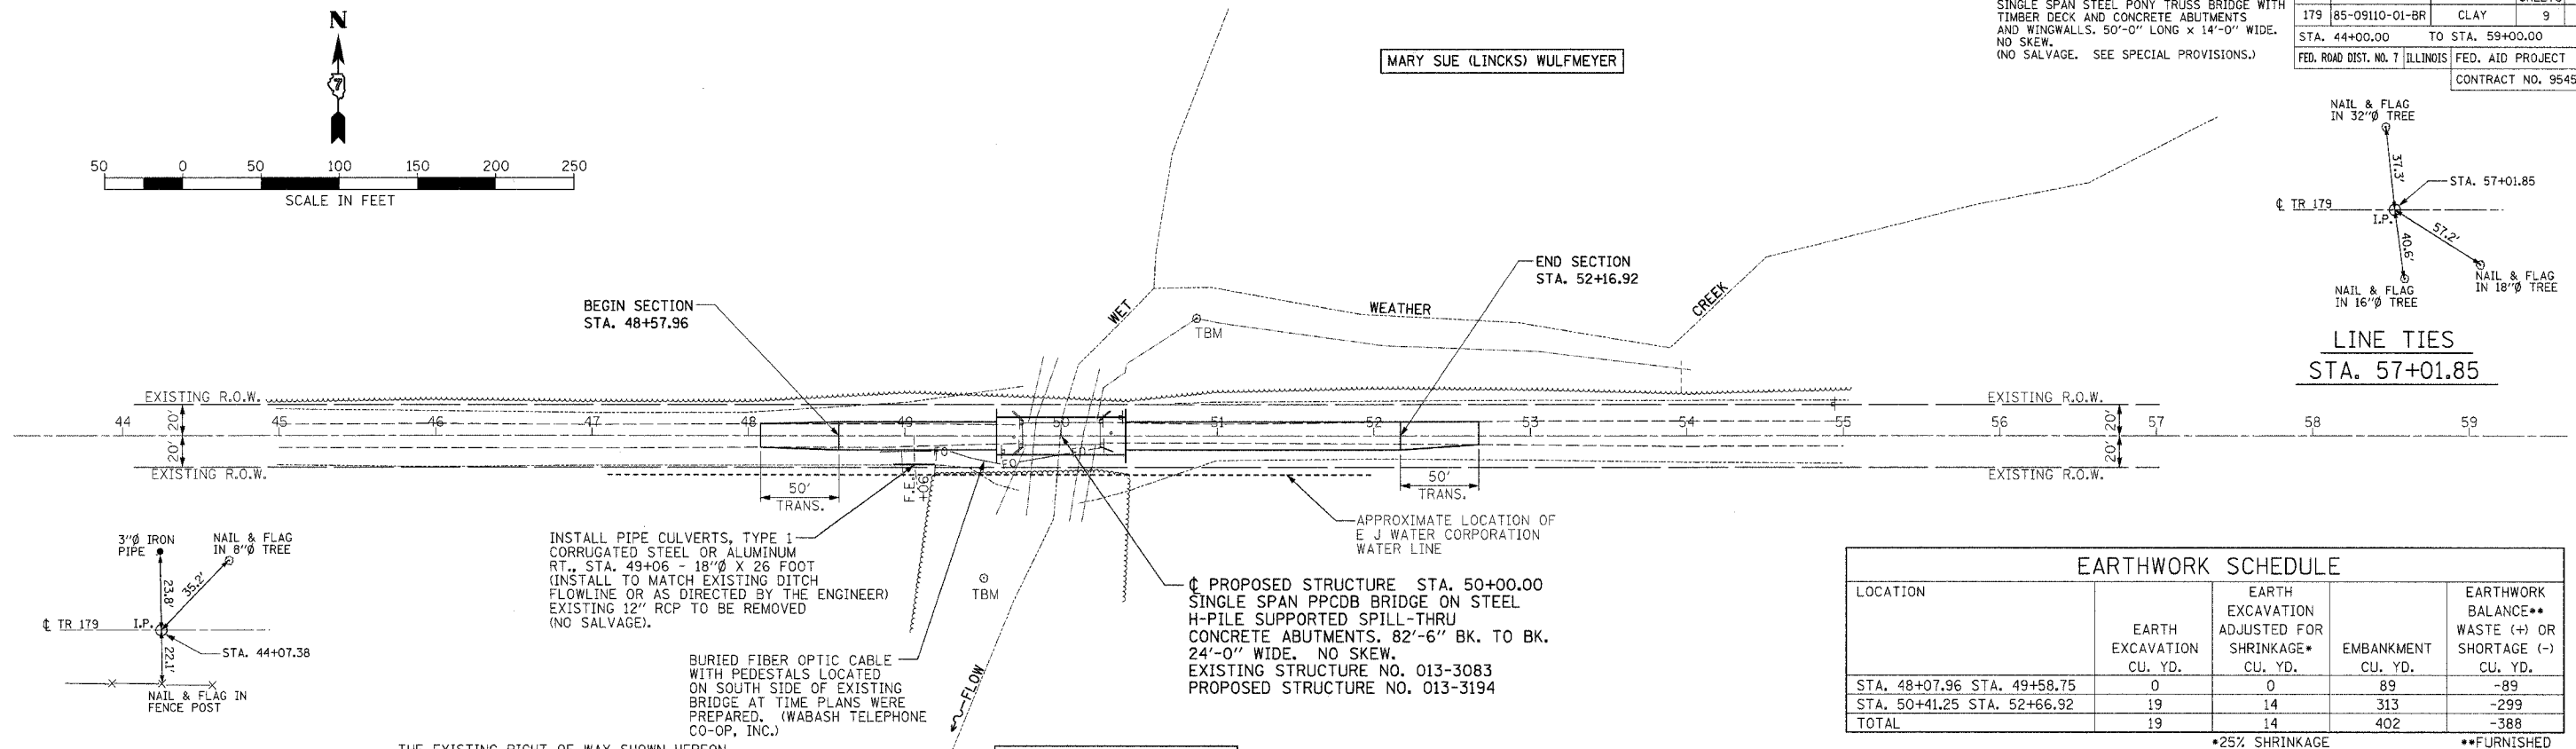 N
7
50 0 50 100 150 200 250
SCALE IN FEET
MARY SUE (LINCKS) WULFMEYER
SINGLE SPAN STEEL PONY TRUSS BRIDGE WITH
TIMBER DECK AND CONCRETE ABUTMENTS
AND WINGWALLS. 50'-0" LONG x 14'-0" WIDE.
NO SKEW.
(NO SALVAGE. SEE SPECIAL PROVISIONS.)
179 85-09110-01-BR CLAY 9
STA. 44+00.00 TO STA. 59+00.00
FED. ROAD DIST. NO. 7 ILLINOIS FED. AID PROJECT
CONTRACT NO. 9545
NAIL & FLAG
IN 32"Ø TREE
37.3'
STA. 57+01.85
℄ TR 179
I.P.
57.2'
40.6'
NAIL & FLAG
IN 18"Ø TREE
NAIL & FLAG
IN 16"Ø TREE
LINE TIES
STA. 57+01.85
BEGIN SECTION
STA. 48+57.96
END SECTION
STA. 52+16.92
WET
WEATHER
CREEK
TBM
EXISTING R.O.W.
EXISTING R.O.W.
20'
20'
44 45 46 47 48 49 50 51 52 53 54 55 56 57 58 59
20'
20'
EXISTING R.O.W.
EXISTING R.O.W.
FO
FO
F.E.
+06
50'
TRANS.
50'
TRANS.
APPROXIMATE LOCATION OF
E J WATER CORPORATION
WATER LINE
INSTALL PIPE CULVERTS, TYPE 1
CORRUGATED STEEL OR ALUMINUM
RT., STA. 49+06 - 18"Ø X 26 FOOT
(INSTALL TO MATCH EXISTING DITCH
FLOWLINE OR AS DIRECTED BY THE ENGINEER)
EXISTING 12" RCP TO BE REMOVED
(NO SALVAGE).
TBM
℄ PROPOSED STRUCTURE STA. 50+00.00
SINGLE SPAN PPCDB BRIDGE ON STEEL
H-PILE SUPPORTED SPILL-THRU
CONCRETE ABUTMENTS. 82'-6" BK. TO BK.
24'-0" WIDE. NO SKEW.
EXISTING STRUCTURE NO. 013-3083
PROPOSED STRUCTURE NO. 013-3194
BURIED FIBER OPTIC CABLE
WITH PEDESTALS LOCATED
ON SOUTH SIDE OF EXISTING
BRIDGE AT TIME PLANS WERE
PREPARED. (WABASH TELEPHONE
CO-OP, INC.)
FLOW
3"Ø IRON
PIPE
NAIL & FLAG
IN 8"Ø TREE
23.8'
35.2'
℄ TR 179
I.P.
STA. 44+07.38
22.1'
NAIL & FLAG IN
FENCE POST
THE EXISTING RIGHT OF WAY SHOWN HEREON
EARTHWORK SCHEDULE
LOCATION
EARTH
EXCAVATION
CU. YD.
EARTH
EXCAVATION
ADJUSTED FOR
SHRINKAGE*
CU. YD.
EMBANKMENT
CU. YD.
EARTHWORK
BALANCE**
WASTE (+) OR
SHORTAGE (-)
CU. YD.
STA. 48+07.96 STA. 49+58.75 0 0 89 -89
STA. 50+41.25 STA. 52+66.92 19 14 313 -299
TOTAL 19 14 402 -388
*25% SHRINKAGE
**FURNISHED